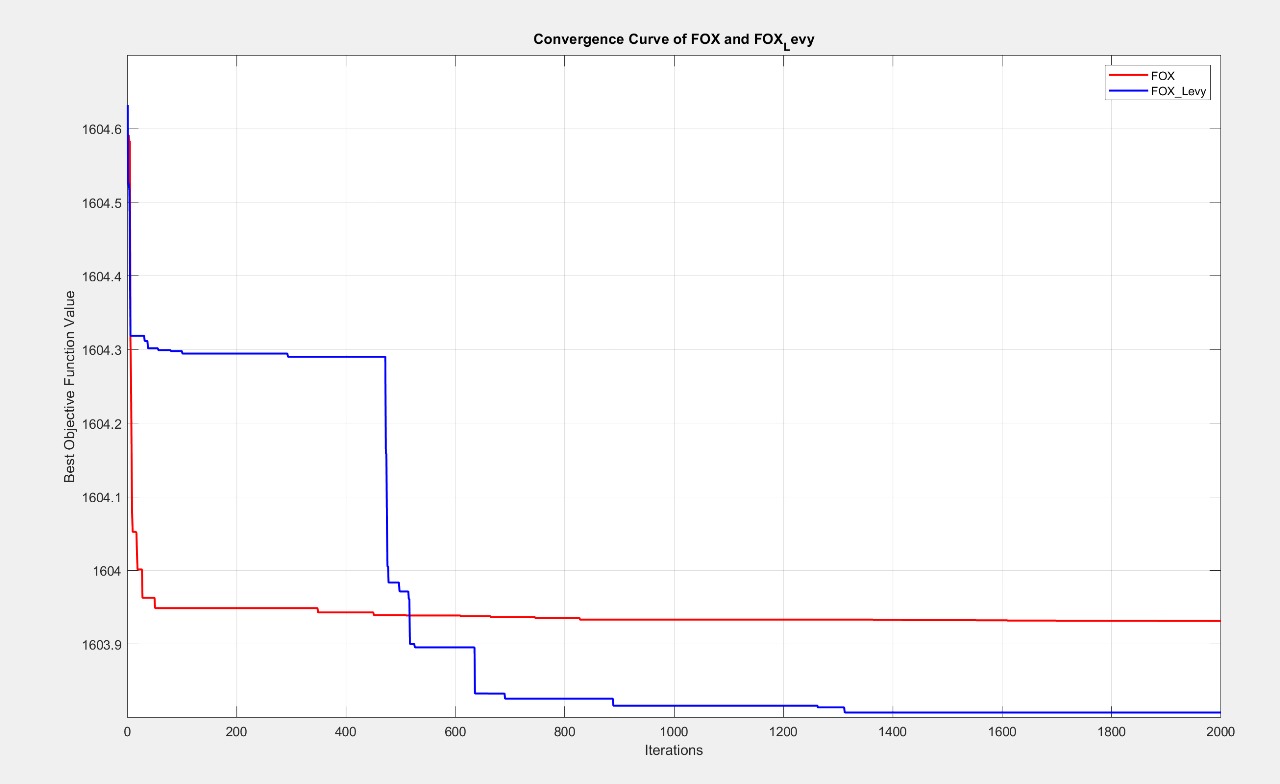 Convergence Curve of FOX and FOX_Levy
FOX
FOX_Levy
1604.6
1604.5
1604.4
1604.3
1604.2
1604.1
1604
1603.9
Best Objective Function Value
0 200 400 600 800 1000 1200 1400 1600 1800 2000
Iterations